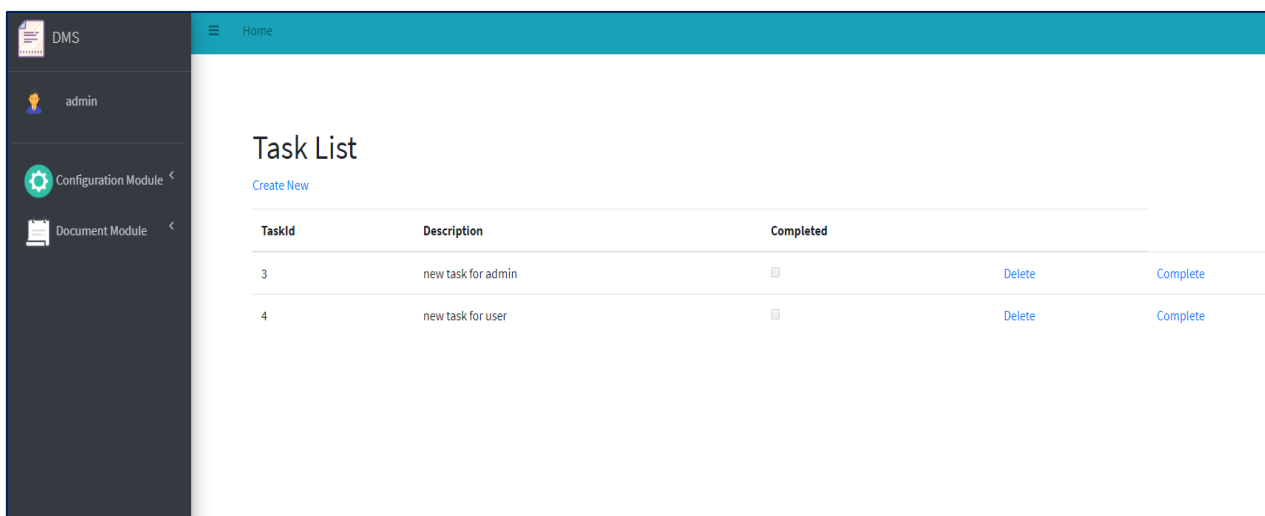 DMS
Home
admin
Configuration Module
Document Module
Task List
Create New
TaskId Description Completed
3 new task for admin Delete Complete
4 new task for user Delete Complete